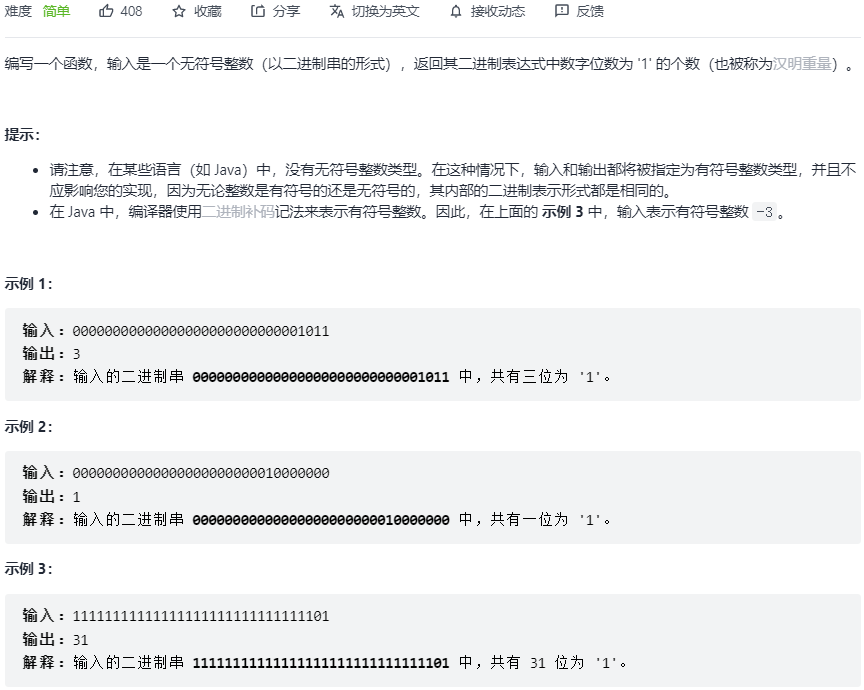 难度 简单 408 收藏 分享 切换为英文 接收动态 反馈
编写一个函数，输入是一个无符号整数（以二进制串的形式），返回其二进制表达式中数字位数为 '1' 的个数（也被称为汉明重量）。
提示：
• 请注意，在某些语言（如 Java）中，没有无符号整数类型。在这种情况下，输入和输出都将被指定为有符号整数类型，并且不
应影响您的实现，因为无论整数是有符号的还是无符号的，其内部的二进制表示形式都是相同的。
• 在 Java 中，编译器使用二进制补码记法来表示有符号整数。因此，在上面的 示例 3 中，输入表示有符号整数 -3。
示例 1：
输入：00000000000000000000000000001011
输出：3
解释：输入的二进制串 00000000000000000000000000001011 中，共有三位为 '1'。
示例 2：
输入：00000000000000000000000010000000
输出：1
解释：输入的二进制串 00000000000000000000000010000000 中，共有一位为 '1'。
示例 3：
输入：11111111111111111111111111111101
输出：31
解释：输入的二进制串 11111111111111111111111111111101 中，共有 31 位为 '1'。